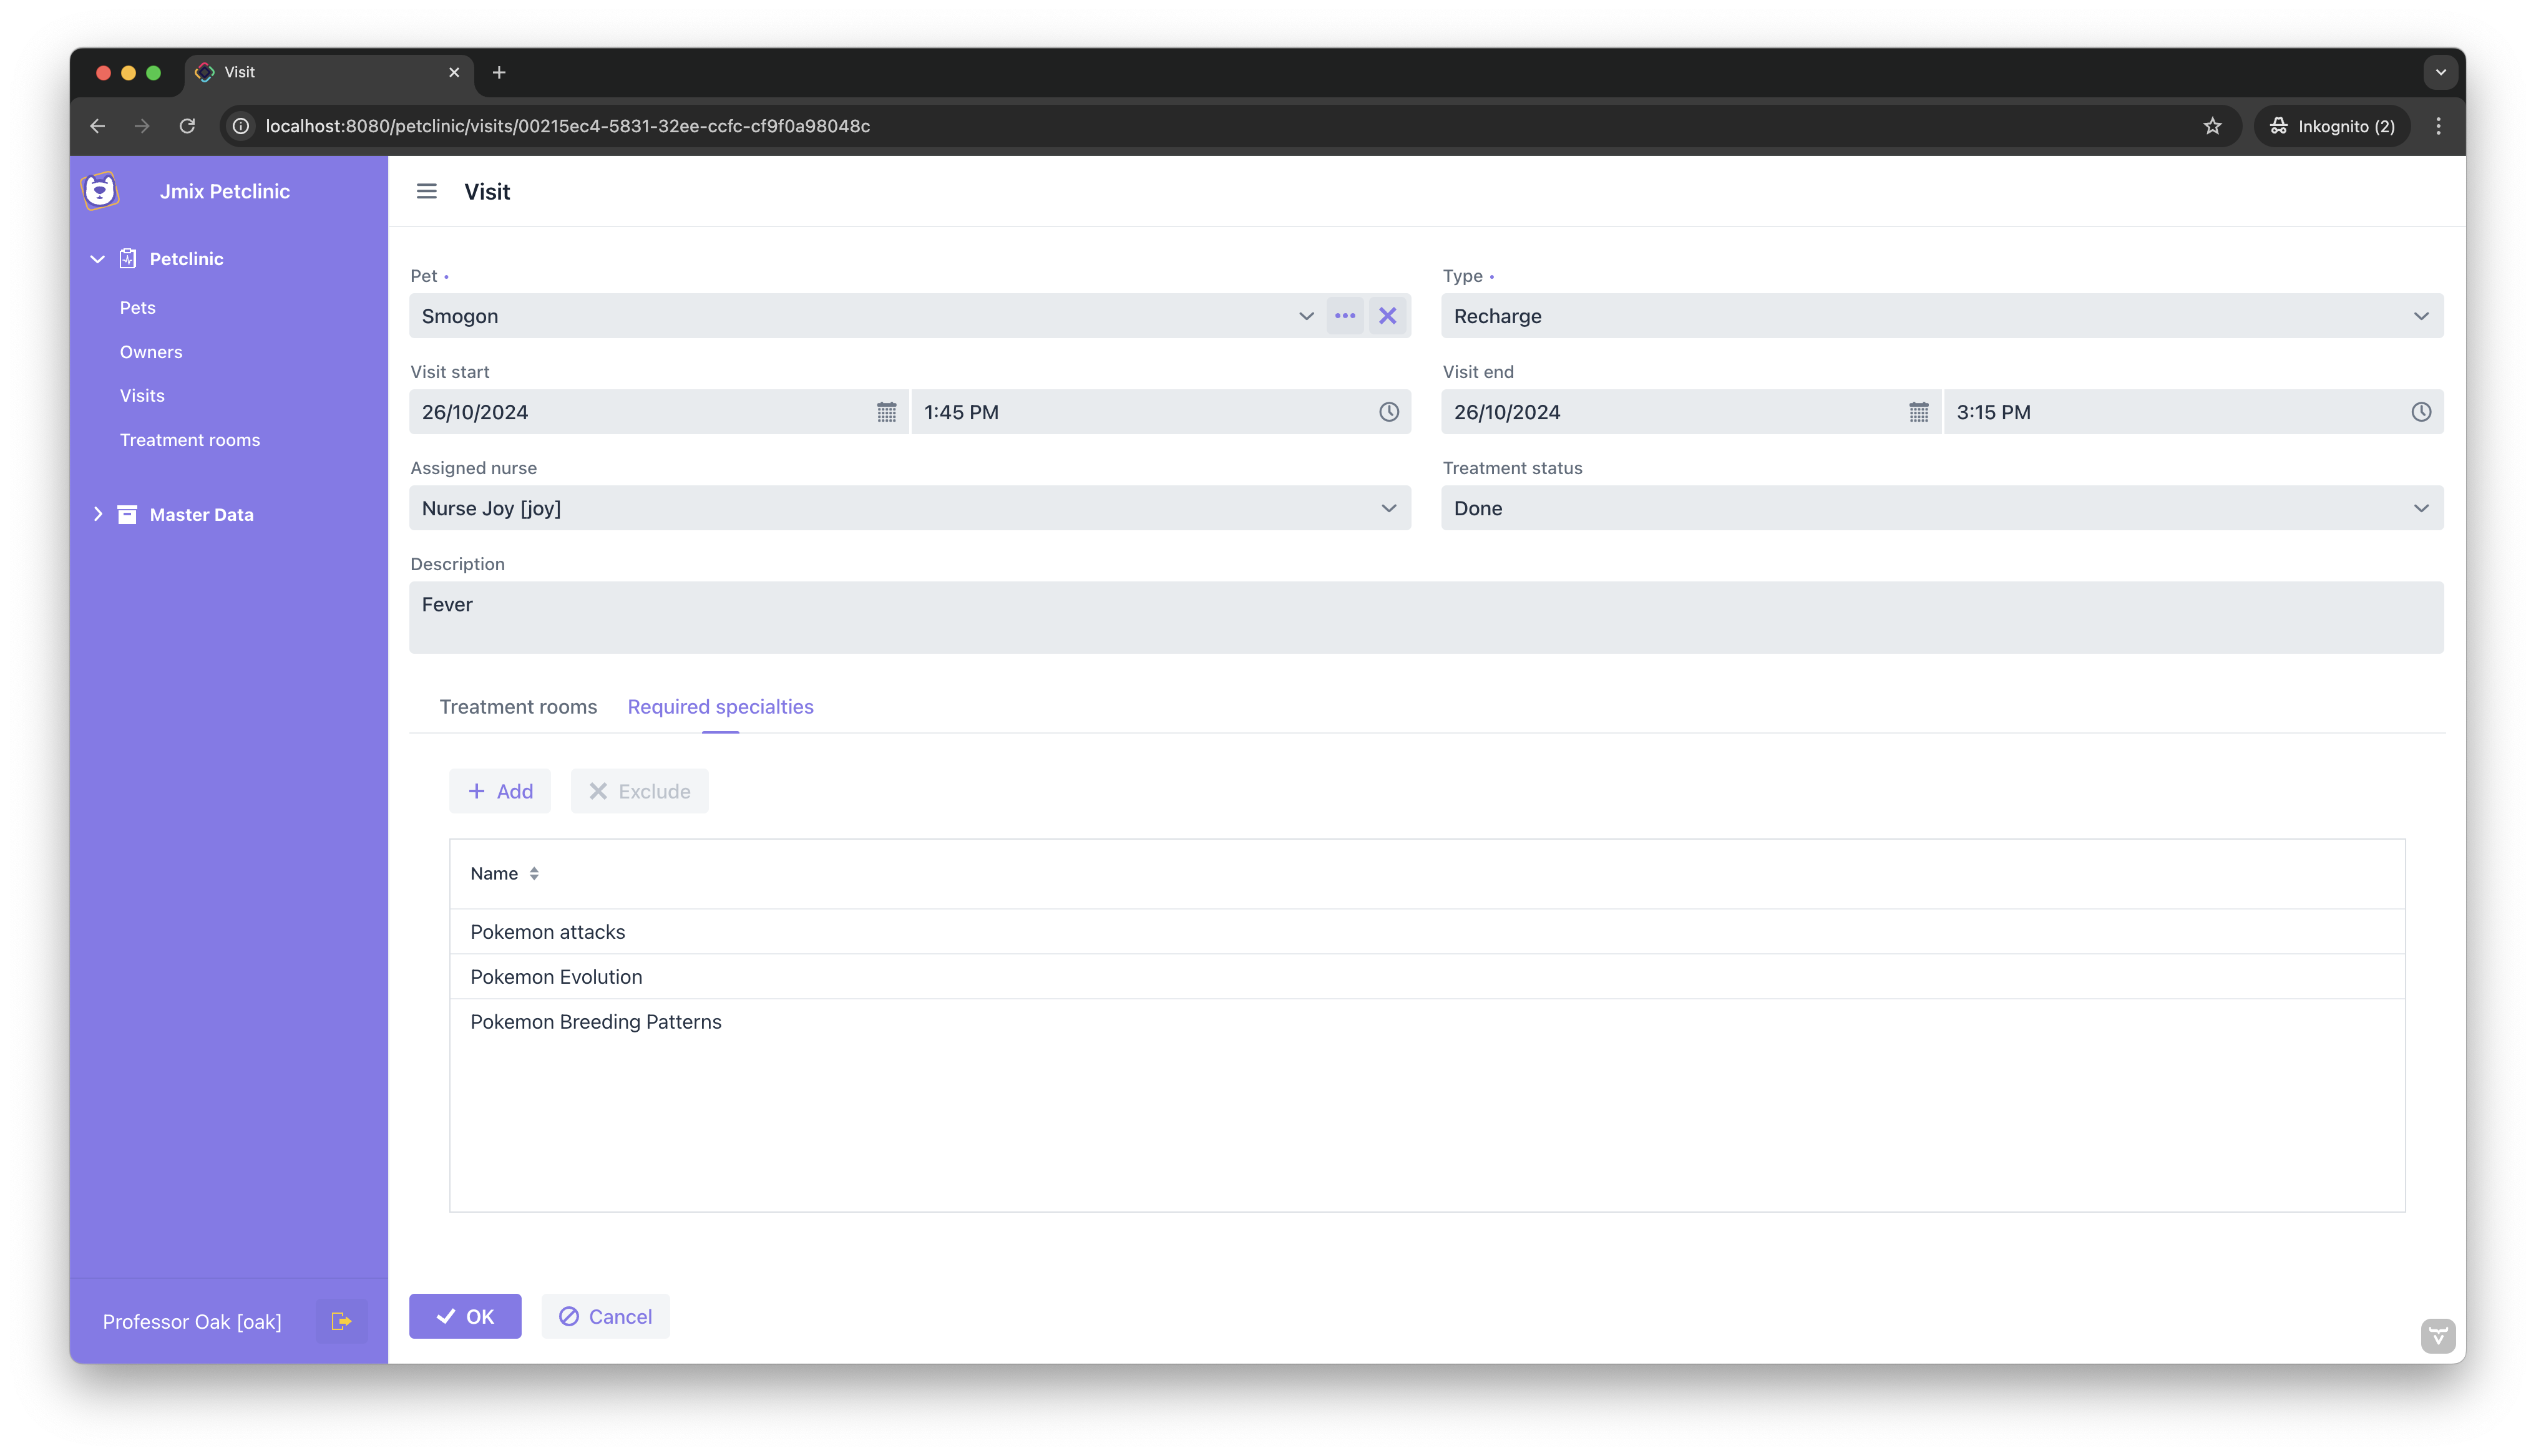 Visit
localhost:8080/petclinic/visits/00215ec4-5831-32ee-ccfc-cf9f0a98048c
Inkognito (2)
Jmix Petclinic
Petclinic
Pets
Owners
Visits
Treatment rooms
Master Data
Professor Oak [oak]
Visit
Pet •
Type •
Smogon
Recharge
Visit start
Visit end
26/10/2024 1:45 PM
26/10/2024 3:15 PM
Assigned nurse
Treatment status
Nurse Joy [joy]
Done
Description
Fever
Treatment rooms Required specialties
Add Exclude
Name
Pokemon attacks
Pokemon Evolution
Pokemon Breeding Patterns
OK Cancel